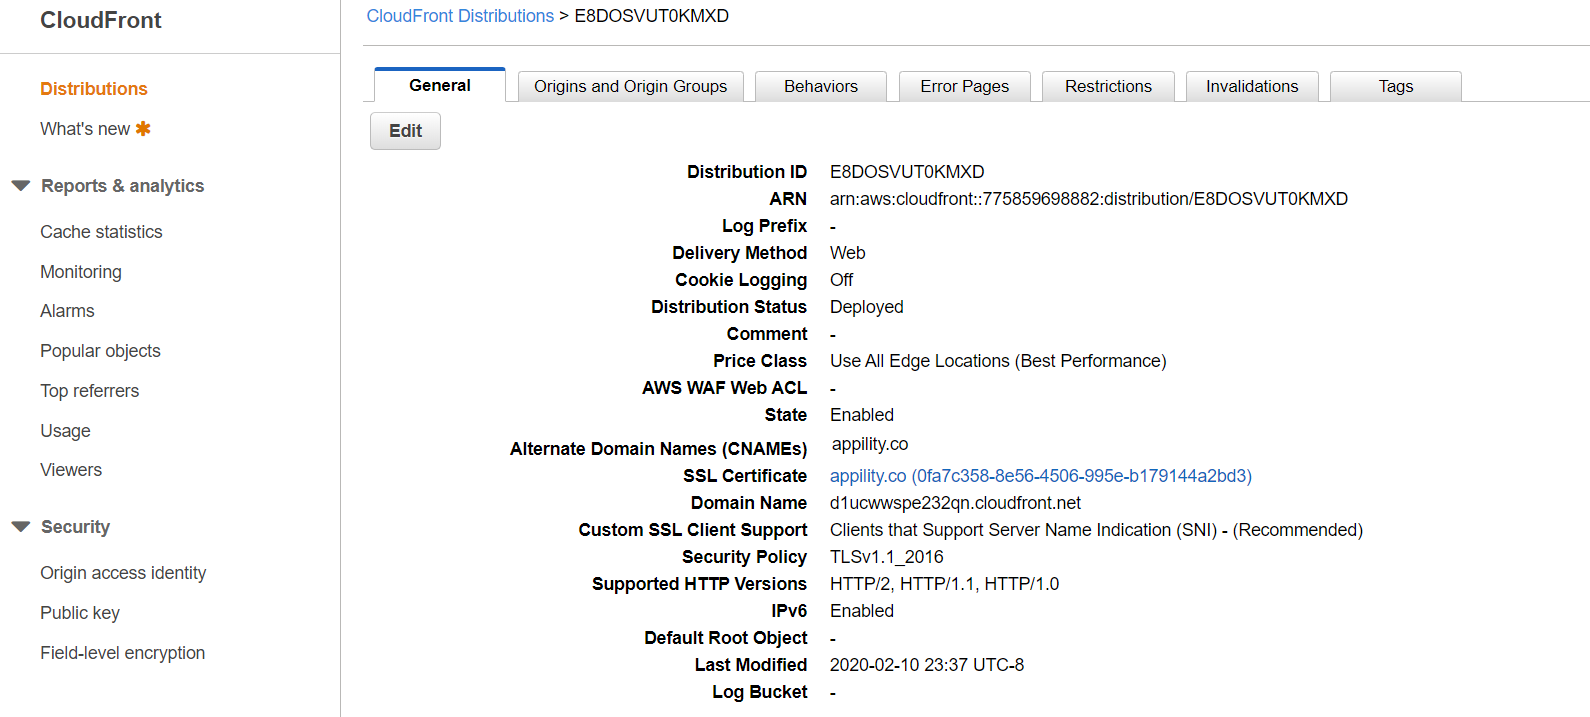 CloudFront
Distributions
What's new
Reports & analytics
Cache statistics
Monitoring
Alarms
Popular objects
Top referrers
Usage
Viewers
Security
Origin access identity
Public key
Field-level encryption
CloudFront Distributions > E8DOSVUT0KMXD
General Origins and Origin Groups Behaviors Error Pages Restrictions Invalidations Tags
Edit
Distribution ID E8DOSVUT0KMXD
ARN arn:aws:cloudfront::775859698882:distribution/E8DOSVUT0KMXD
Log Prefix -
Delivery Method Web
Cookie Logging Off
Distribution Status Deployed
Comment -
Price Class Use All Edge Locations (Best Performance)
AWS WAF Web ACL -
State Enabled
Alternate Domain Names (CNAMEs) appility.co
SSL Certificate appility.co (0fa7c358-8e56-4506-995e-b179144a2bd3)
Domain Name d1ucwwspe232qn.cloudfront.net
Custom SSL Client Support Clients that Support Server Name Indication (SNI) - (Recommended)
Security Policy TLSv1.1_2016
Supported HTTP Versions HTTP/2, HTTP/1.1, HTTP/1.0
IPv6 Enabled
Default Root Object -
Last Modified 2020-02-10 23:37 UTC-8
Log Bucket -